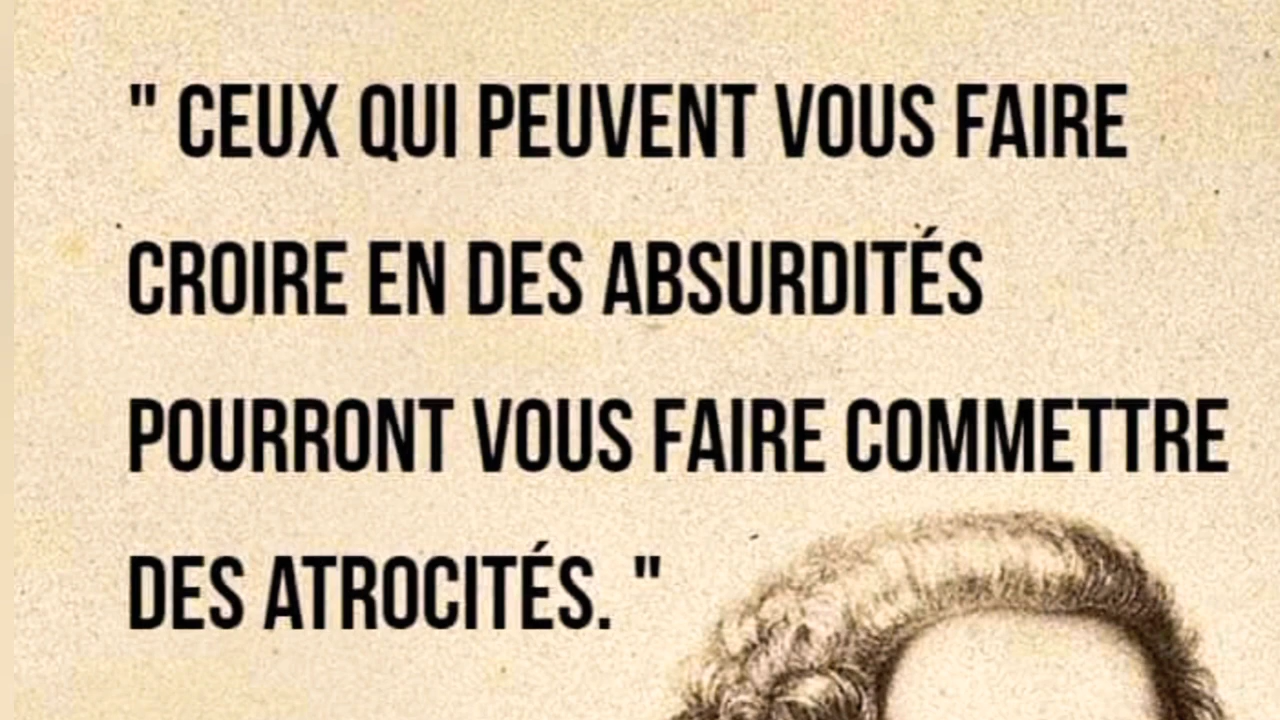 " CEUX QUI PEUVENT VOUS FAIRE
CROIRE EN DES ABSURDITÉS
POURRONT VOUS FAIRE COMMETTRE
DES ATROCITÉS. "